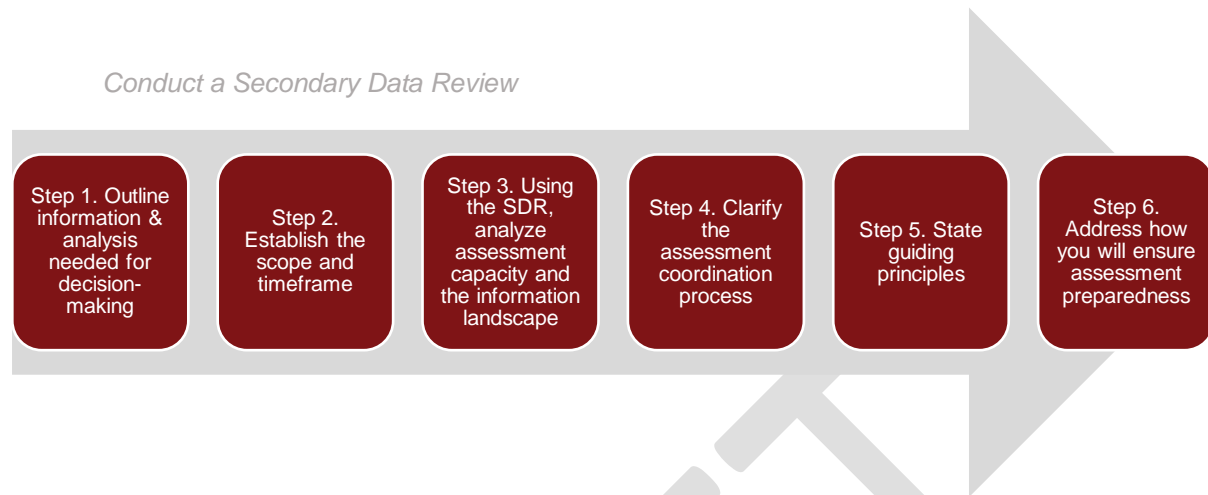 Conduct a Secondary Data Review
Step 1. Outline
information &
analysis
needed for
decision-
making
Step 2.
Establish the
scope and
timeframe
Step 3. Using
the SDR,
analyze
assessment
capacity and
the information
landscape
Step 4. Clarify
the
assessment
coordination
process
Step 5. State
guiding
principles
Step 6.
Address how
you will ensure
assessment
preparedness